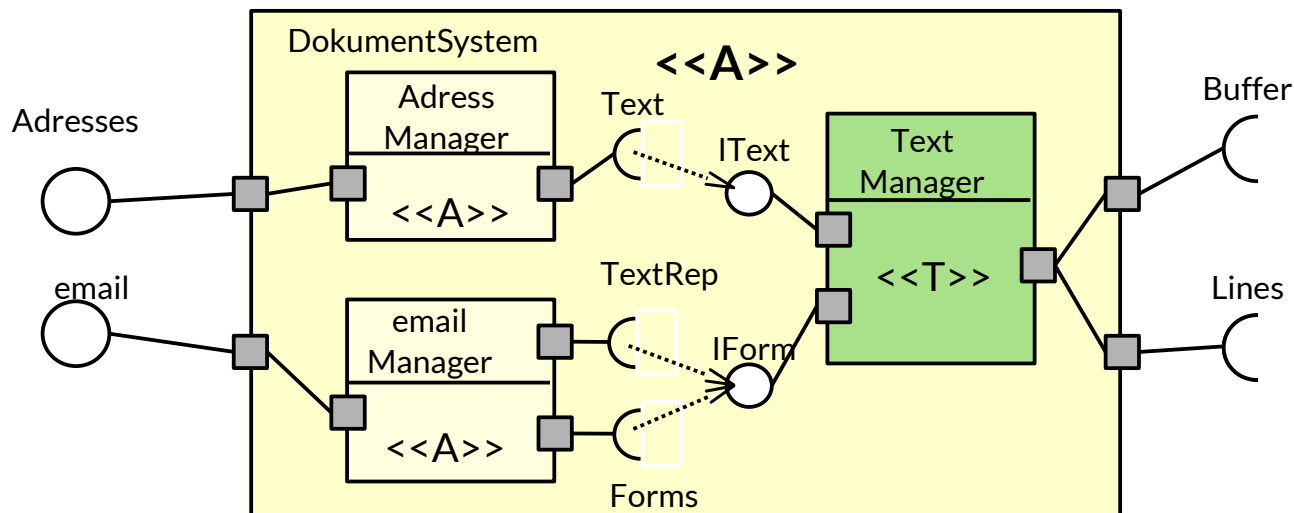 DokumentSystem
<<A>>
Adresses
Adress
Manager
<<A>>
Text
IText
Text
Manager
<<T>>
Buffer
email
email
Manager
<<A>>
TextRep
IForm
Forms
Lines